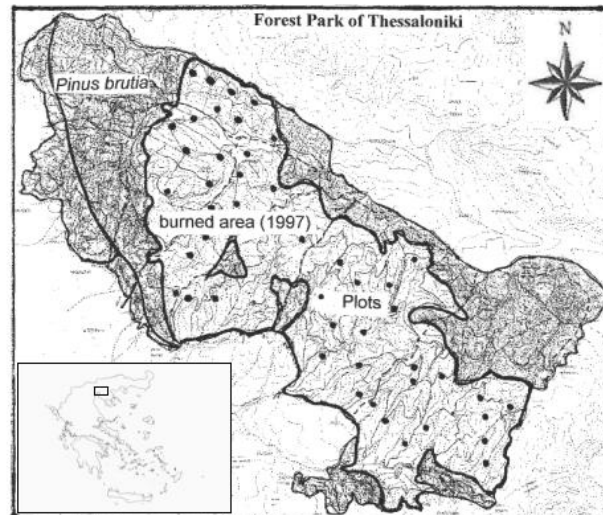 Forest Park of Thessaloniki
N
Pinus brutia
burned area (1997)
Plots